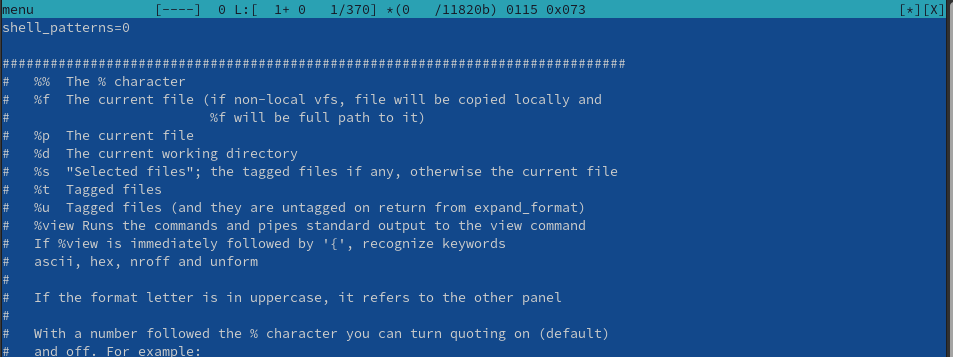 menu [----] 0 L:[ 1+ 0 1/370] *(0 /11820b) 0115 0x073 [*][X]
shell_patterns=0
##############################################################################
# %% The % character
# %f The current file (if non-local vfs, file will be copied locally and
# %f will be full path to it)
# %p The current file
# %d The current working directory
# %s "Selected files"; the tagged files if any, otherwise the current file
# %t Tagged files
# %u Tagged files (and they are untagged on return from expand_format)
# %view Runs the commands and pipes standard output to the view command
# If %view is immediately followed by '{', recognize keywords
# ascii, hex, nroff and unform
#
# If the format letter is in uppercase, it refers to the other panel
#
# With a number followed the % character you can turn quoting on (default)
# and off. For example: